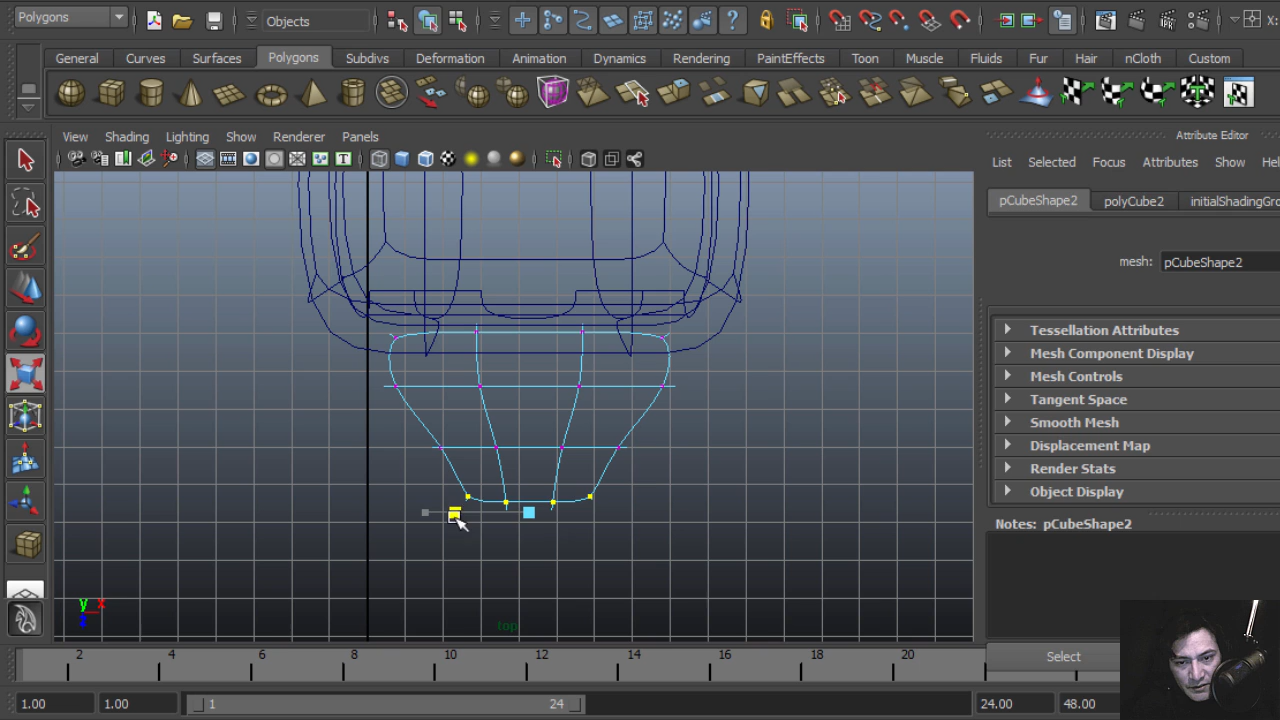 Polygons
Objects
X:
General Curves Surfaces Polygons Subdivs Deformation Animation Dynamics Rendering PaintEffects Toon Muscle Fluids Fur Hair nCloth Custom
View Shading Lighting Show Renderer Panels
Attribute Editor
List Selected Focus Attributes Show Hel
pCubeShape2 polyCube2 initialShadingGro
mesh: pCubeShape2
Tessellation Attributes
Mesh Component Display
Mesh Controls
Tangent Space
Smooth Mesh
Displacement Map
Render Stats
Object Display
Notes: pCubeShape2
y x
z
top
Select
2 4 6 8 10 12 14 16 18 20
1.00 1.00 1 24 24.00 48.00